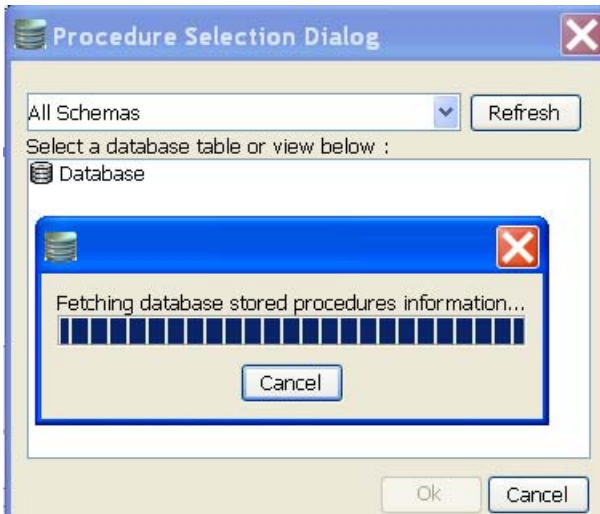 Procedure Selection Dialog
All Schemas
Refresh
Select a database table or view below :
Database
Fetching database stored procedures information...
Cancel
Ok
Cancel